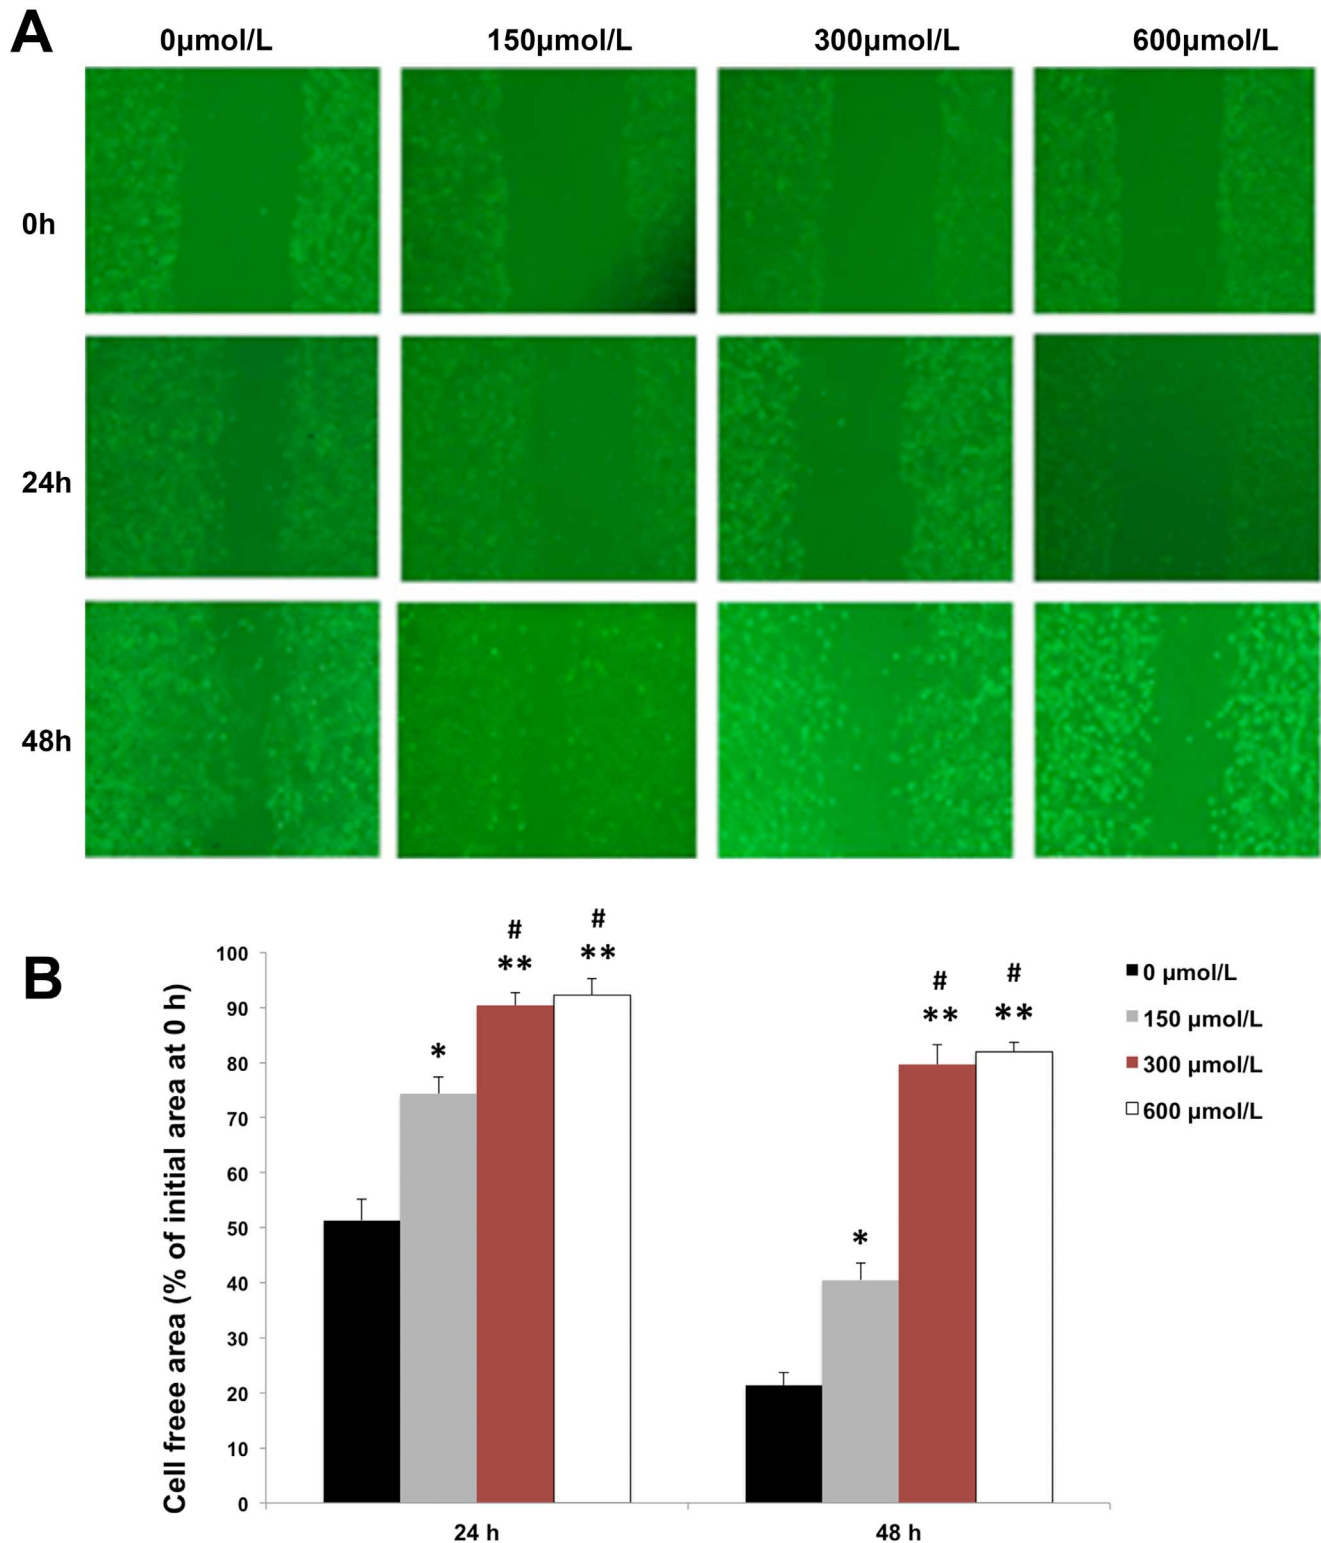 A
0µmol/L 150µmol/L 300µmol/L 600µmol/L
0h
24h
48h
B
Cell freee area (% of initial area at 0 h)
100
90
80
70
60
50
40
30
20
10
0
* # ** # **
* # ** # **
24 h 48 h
0 µmol/L
150 µmol/L
300 µmol/L
600 µmol/L